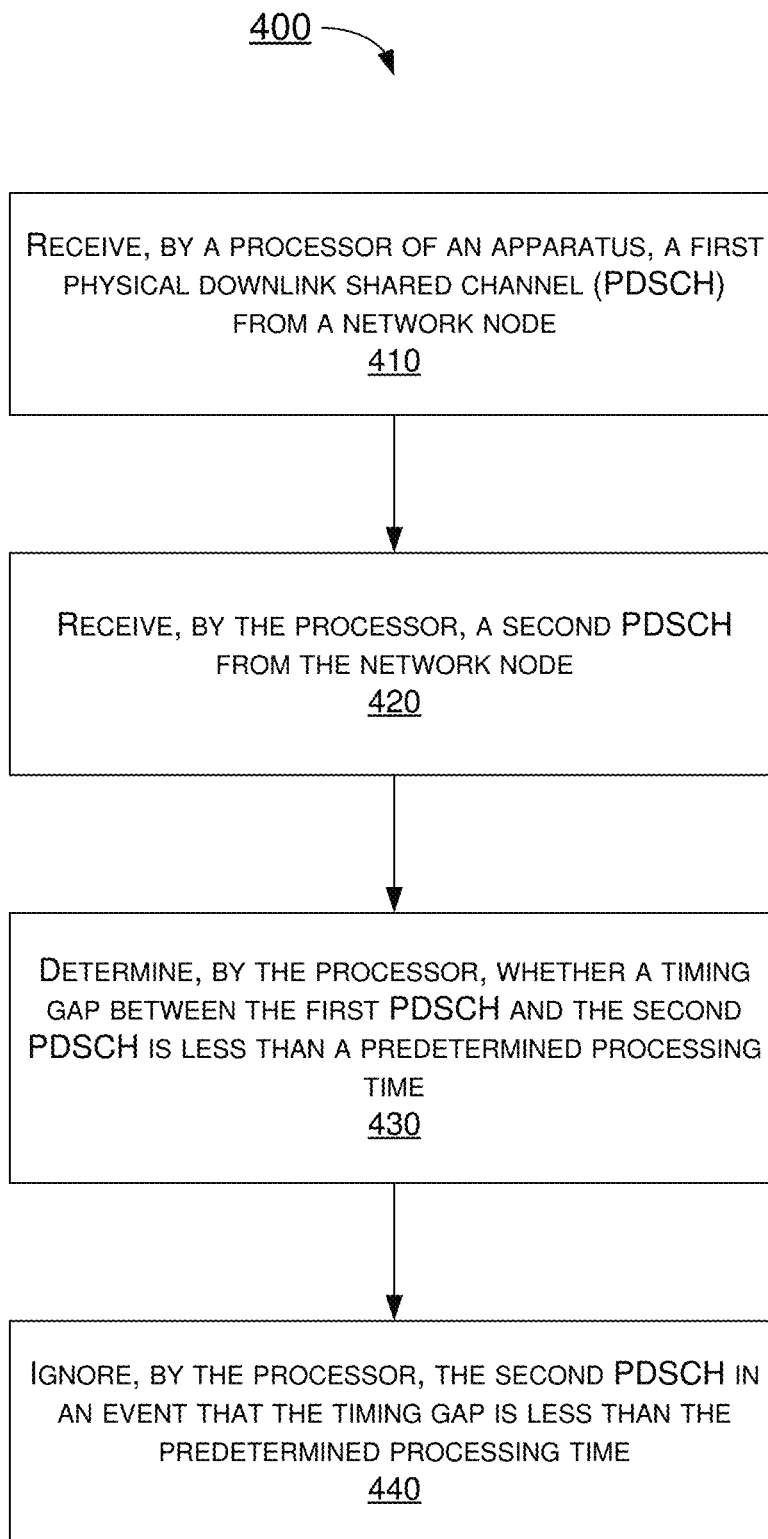 400
RECEIVE, BY A PROCESSOR OF AN APPARATUS, A FIRST
PHYSICAL DOWNLINK SHARED CHANNEL (PDSCH)
FROM A NETWORK NODE
410
RECEIVE, BY THE PROCESSOR, A SECOND PDSCH
FROM THE NETWORK NODE
420
DETERMINE, BY THE PROCESSOR, WHETHER A TIMING
GAP BETWEEN THE FIRST PDSCH AND THE SECOND
PDSCH IS LESS THAN A PREDETERMINED PROCESSING
TIME
430
IGNORE, BY THE PROCESSOR, THE SECOND PDSCH IN
AN EVENT THAT THE TIMING GAP IS LESS THAN THE
PREDETERMINED PROCESSING TIME
440